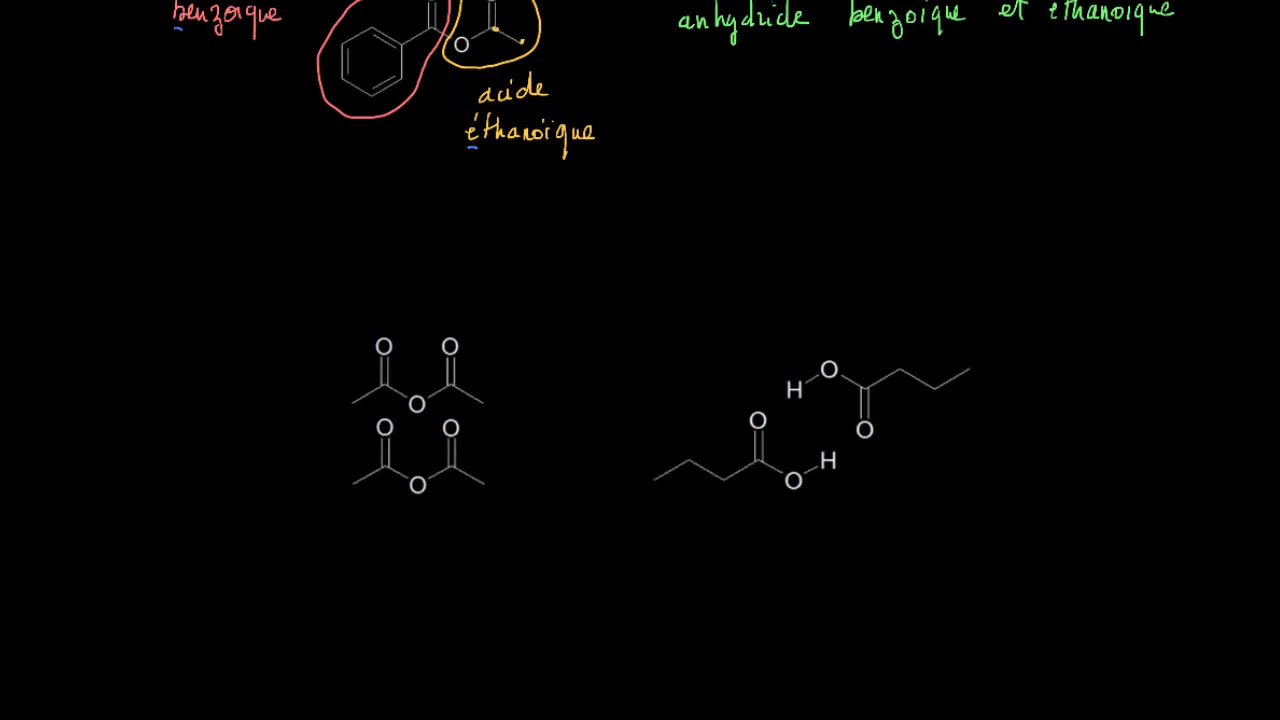 benzoïque
anhydride benzoïque et éthanoïque
O
acide
éthanoïque
O O
O
O O
O
H O
O
O
O H